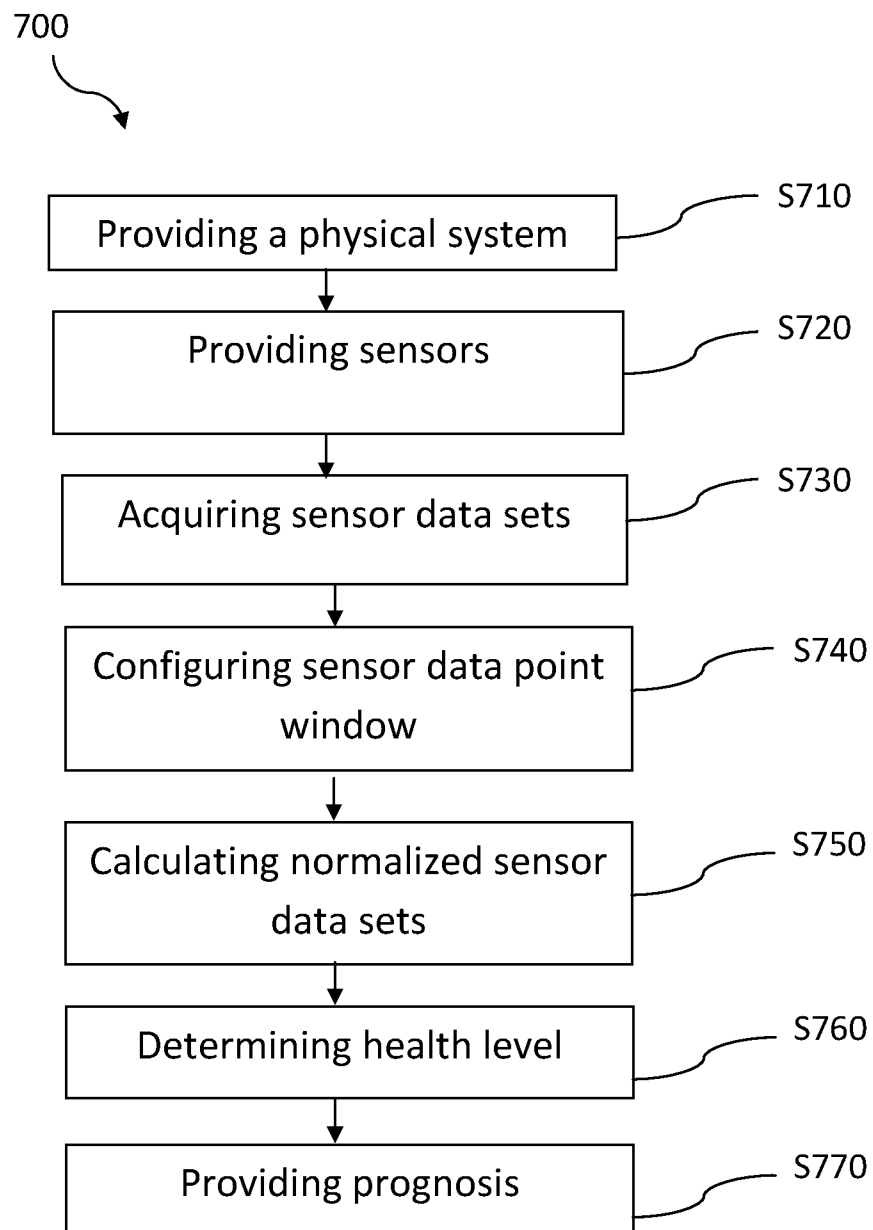 700
Providing a physical system
S710
Providing sensors
S720
Acquiring sensor data sets
S730
Configuring sensor data point
window
S740
Calculating normalized sensor
data sets
S750
Determining health level
S760
Providing prognosis
S770